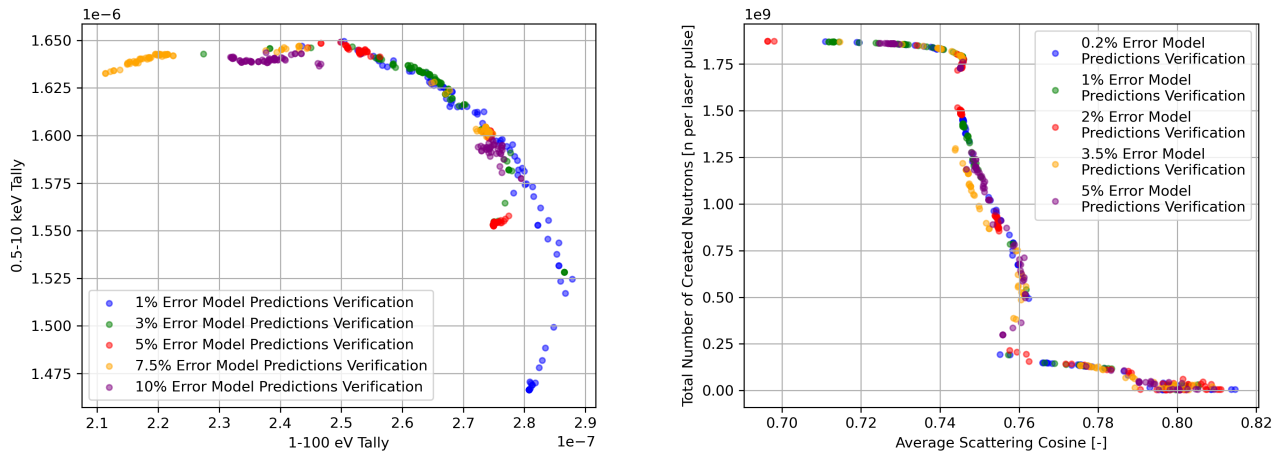 1e−6
1.650
1.625
1.600
1.575
1.550
1.525
1.500
1.475
0.5-10 keV Tally
1% Error Model Predictions Verification
3% Error Model Predictions Verification
5% Error Model Predictions Verification
7.5% Error Model Predictions Verification
10% Error Model Predictions Verification
2.1 2.2 2.3 2.4 2.5 2.6 2.7 2.8 2.9
1-100 eV Tally
1e−7
1e9
1.75
1.50
1.25
1.00
0.75
0.50
0.25
0.00
Total Number of Created Neutrons [n per laser pulse]
0.2% Error Model
Predictions Verification
1% Error Model
Predictions Verification
2% Error Model
Predictions Verification
3.5% Error Model
Predictions Verification
5% Error Model
Predictions Verification
0.70 0.72 0.74 0.76 0.78 0.80 0.82
Average Scattering Cosine [-]